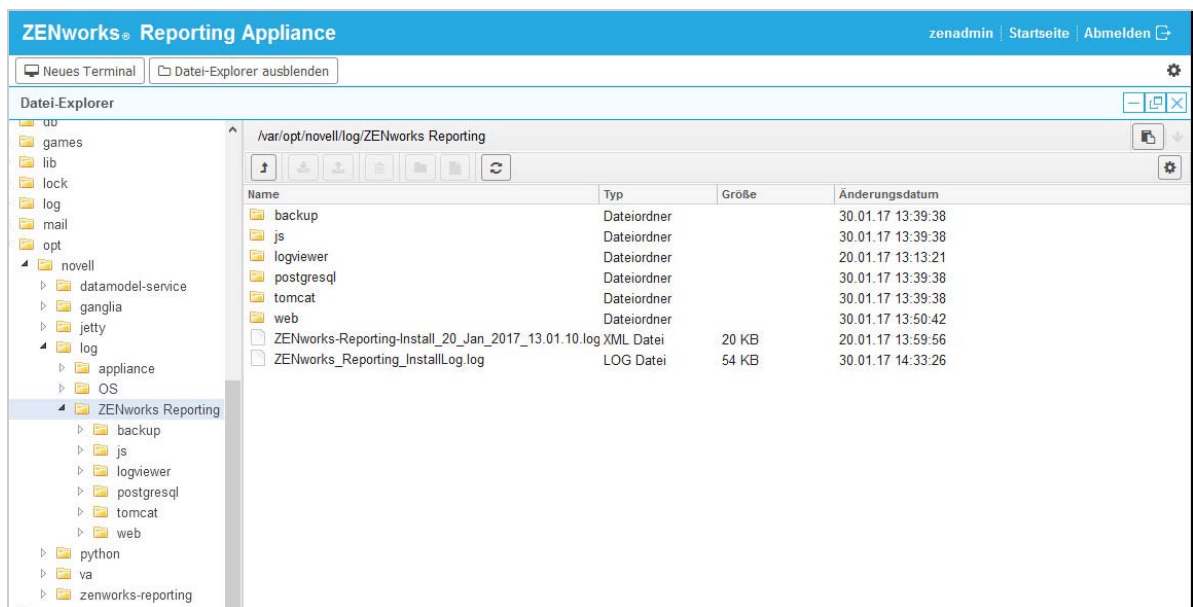 ZENworks® Reporting Appliance
zenadmin | Startseite | Abmelden
Neues Terminal
Datei-Explorer ausblenden
Datei-Explorer
db
games
lib
lock
log
mail
opt
novell
datamodel-service
ganglia
jetty
log
appliance
OS
ZENworks Reporting
backup
js
logviewer
postgresql
tomcat
web
python
va
zenworks-reporting
/var/opt/novell/log/ZENworks Reporting
Name Typ Größe Änderungsdatum
backup Dateiordner 30.01.17 13:39:38
js Dateiordner 30.01.17 13:39:38
logviewer Dateiordner 20.01.17 13:13:21
postgresql Dateiordner 30.01.17 13:39:38
tomcat Dateiordner 30.01.17 13:39:38
web Dateiordner 30.01.17 13:50:42
ZENworks-Reporting-Install_20_Jan_2017_13.01.10.log XML Datei 20 KB 20.01.17 13:59:56
ZENworks_Reporting_InstallLog.log LOG Datei 54 KB 30.01.17 14:33:26